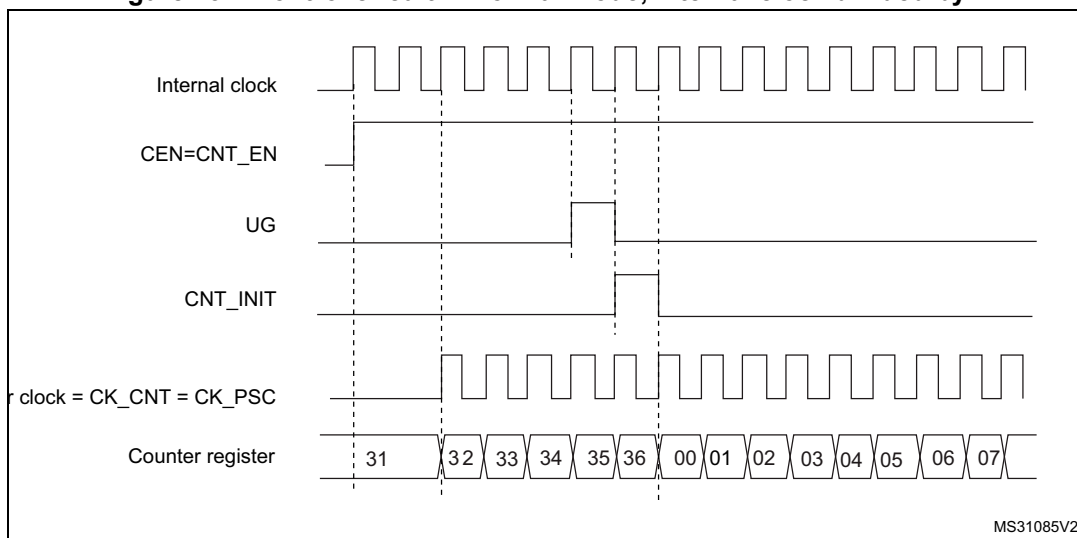 Internal clock
CEN=CNT_EN
UG
CNT_INIT
r clock = CK_CNT = CK_PSC
Counter register
31 32 33 34 35 36 00 01 02 03 04 05 06 07
MS31085V2